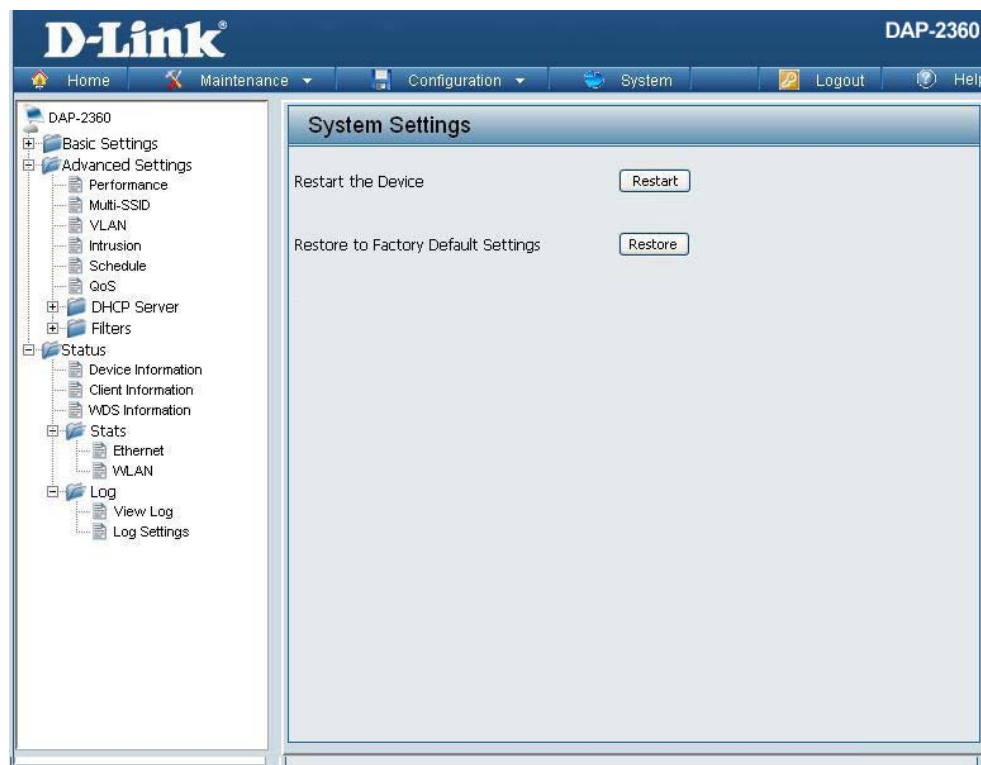 D-Link®
DAP-2360
Home Maintenance Configuration System Logout Help
DAP-2360
Basic Settings
Advanced Settings
Performance
Multi-SSID
VLAN
Intrusion
Schedule
QoS
DHCP Server
Filters
Status
Device Information
Client Information
WDS Information
Stats
Ethernet
WLAN
Log
View Log
Log Settings
System Settings
Restart the Device Restart
Restore to Factory Default Settings Restore